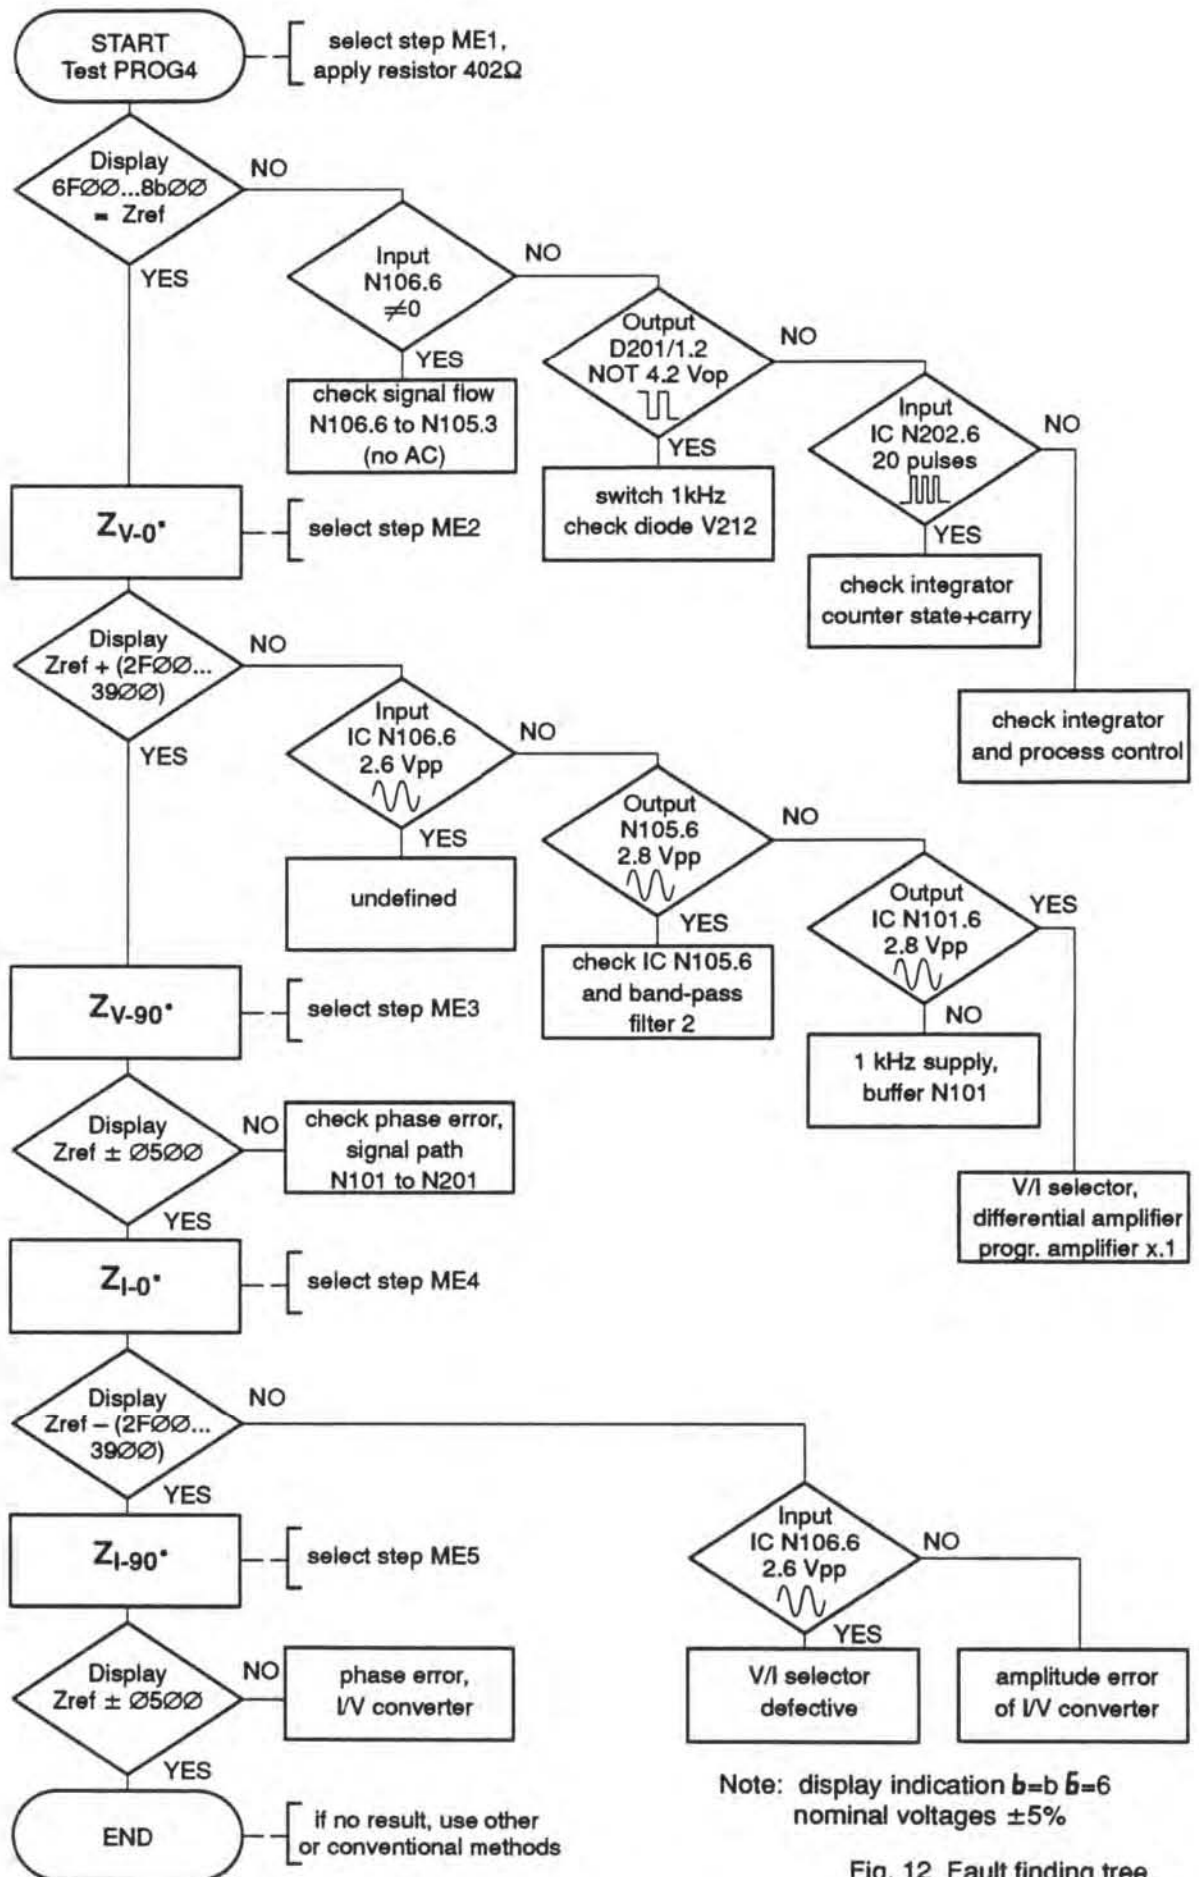 START
Test PROG4
select step ME1,
apply resistor 402Ω
Display
6FØØ...8bØØ
= Zref
NO
YES
Input
N106.6
≠0
NO
YES
check signal flow
N106.6 to N105.3
(no AC)
Output
D201/1.2
NOT 4.2 Vop
NO
YES
switch 1kHz
check diode V212
Input
IC N202.6
20 pulses
NO
YES
check integrator
counter state+carry
check integrator
and process control
ZV-0°
select step ME2
Display
Zref + (2FØØ...
39ØØ)
NO
YES
Input
IC N106.6
2.6 Vpp
NO
YES
undefined
Output
N105.6
2.8 Vpp
NO
YES
check IC N105.6
and band-pass
filter 2
Output
IC N101.6
2.8 Vpp
YES
NO
1 kHz supply,
buffer N101
V/I selector,
differential amplifier
progr. amplifier x.1
ZV-90°
select step ME3
Display
Zref ± Ø5ØØ
NO
YES
check phase error,
signal path
N101 to N201
ZI-0°
select step ME4
Display
Zref – (2FØØ...
39ØØ)
NO
YES
Input
IC N106.6
2.6 Vpp
NO
YES
V/I selector
defective
amplitude error
of I/V converter
ZI-90°
select step ME5
Display
Zref ± Ø5ØØ
NO
YES
phase error,
I/V converter
END
if no result, use other
or conventional methods
Note: display indication b=b 6=6
nominal voltages ±5%
Fig. 12 Fault finding tree